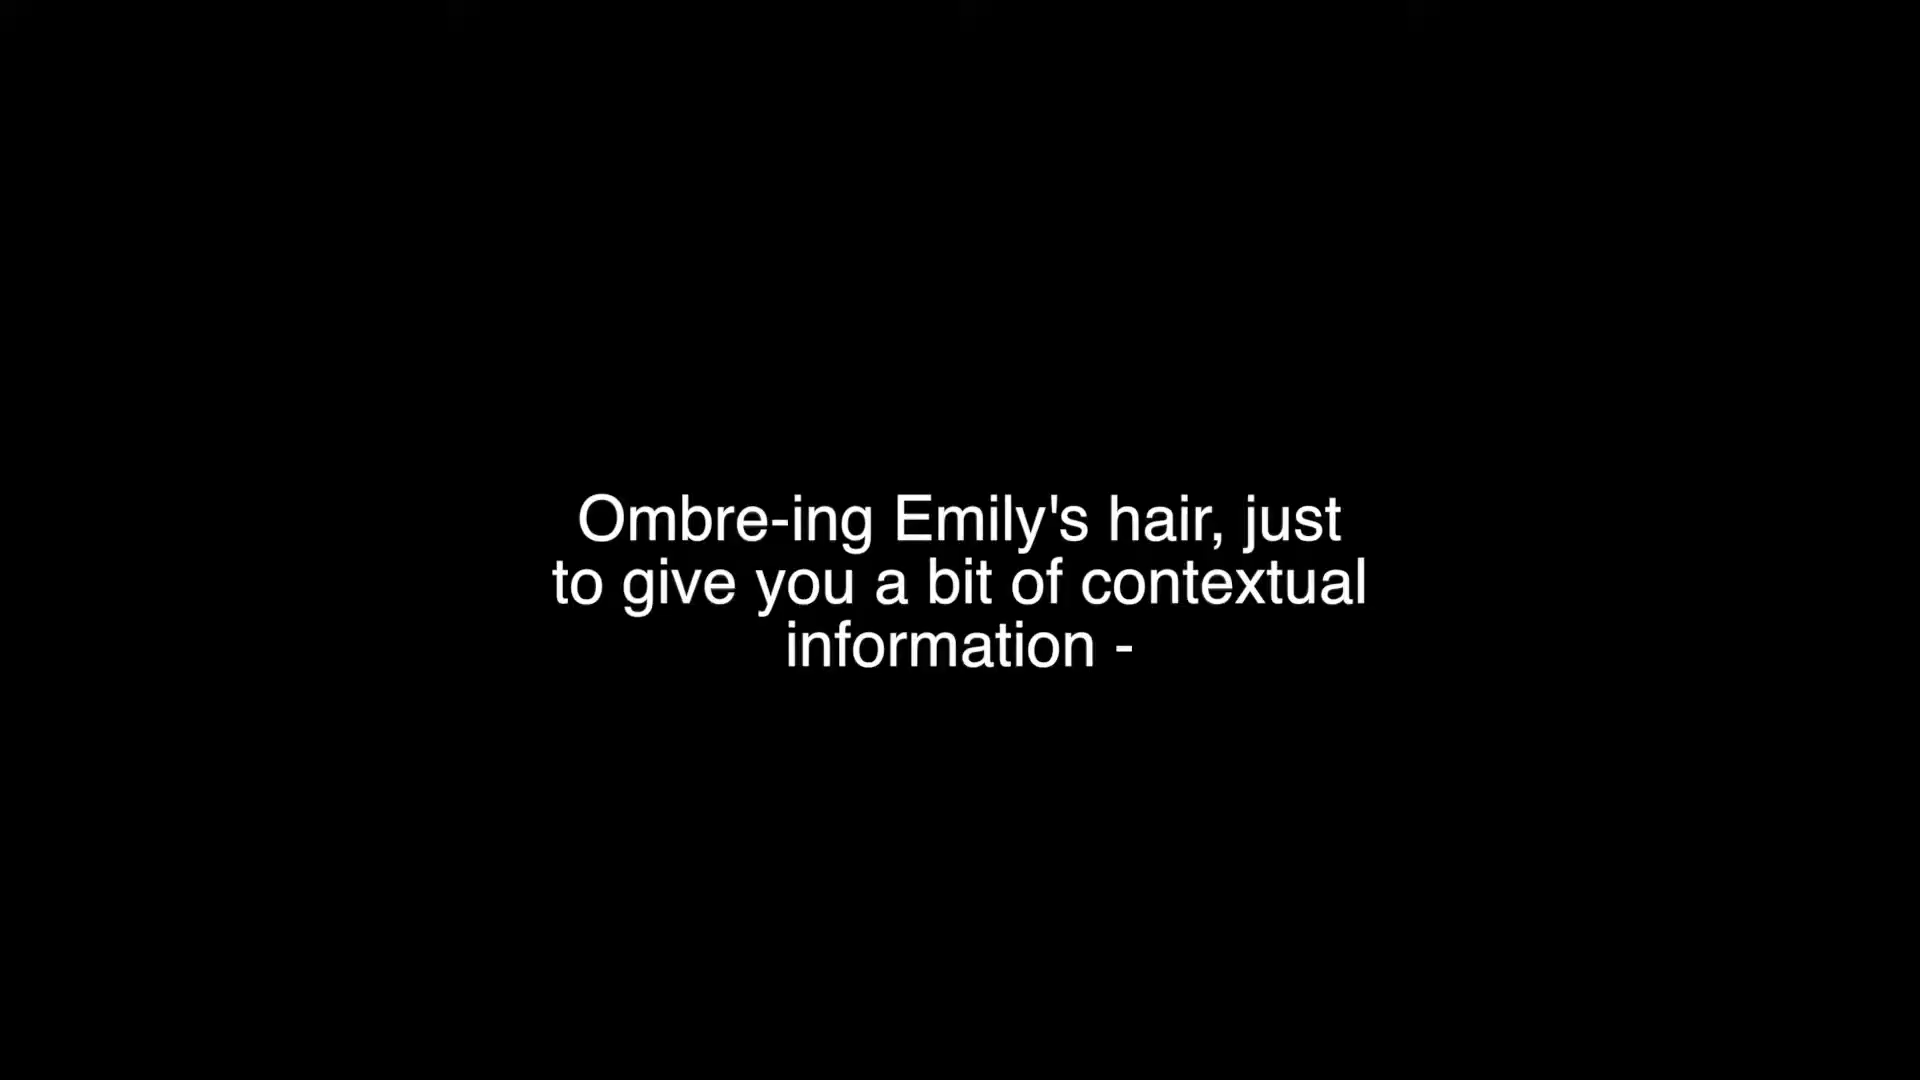 Ombre-ing Emily's hair, just
to give you a bit of contextual
information -